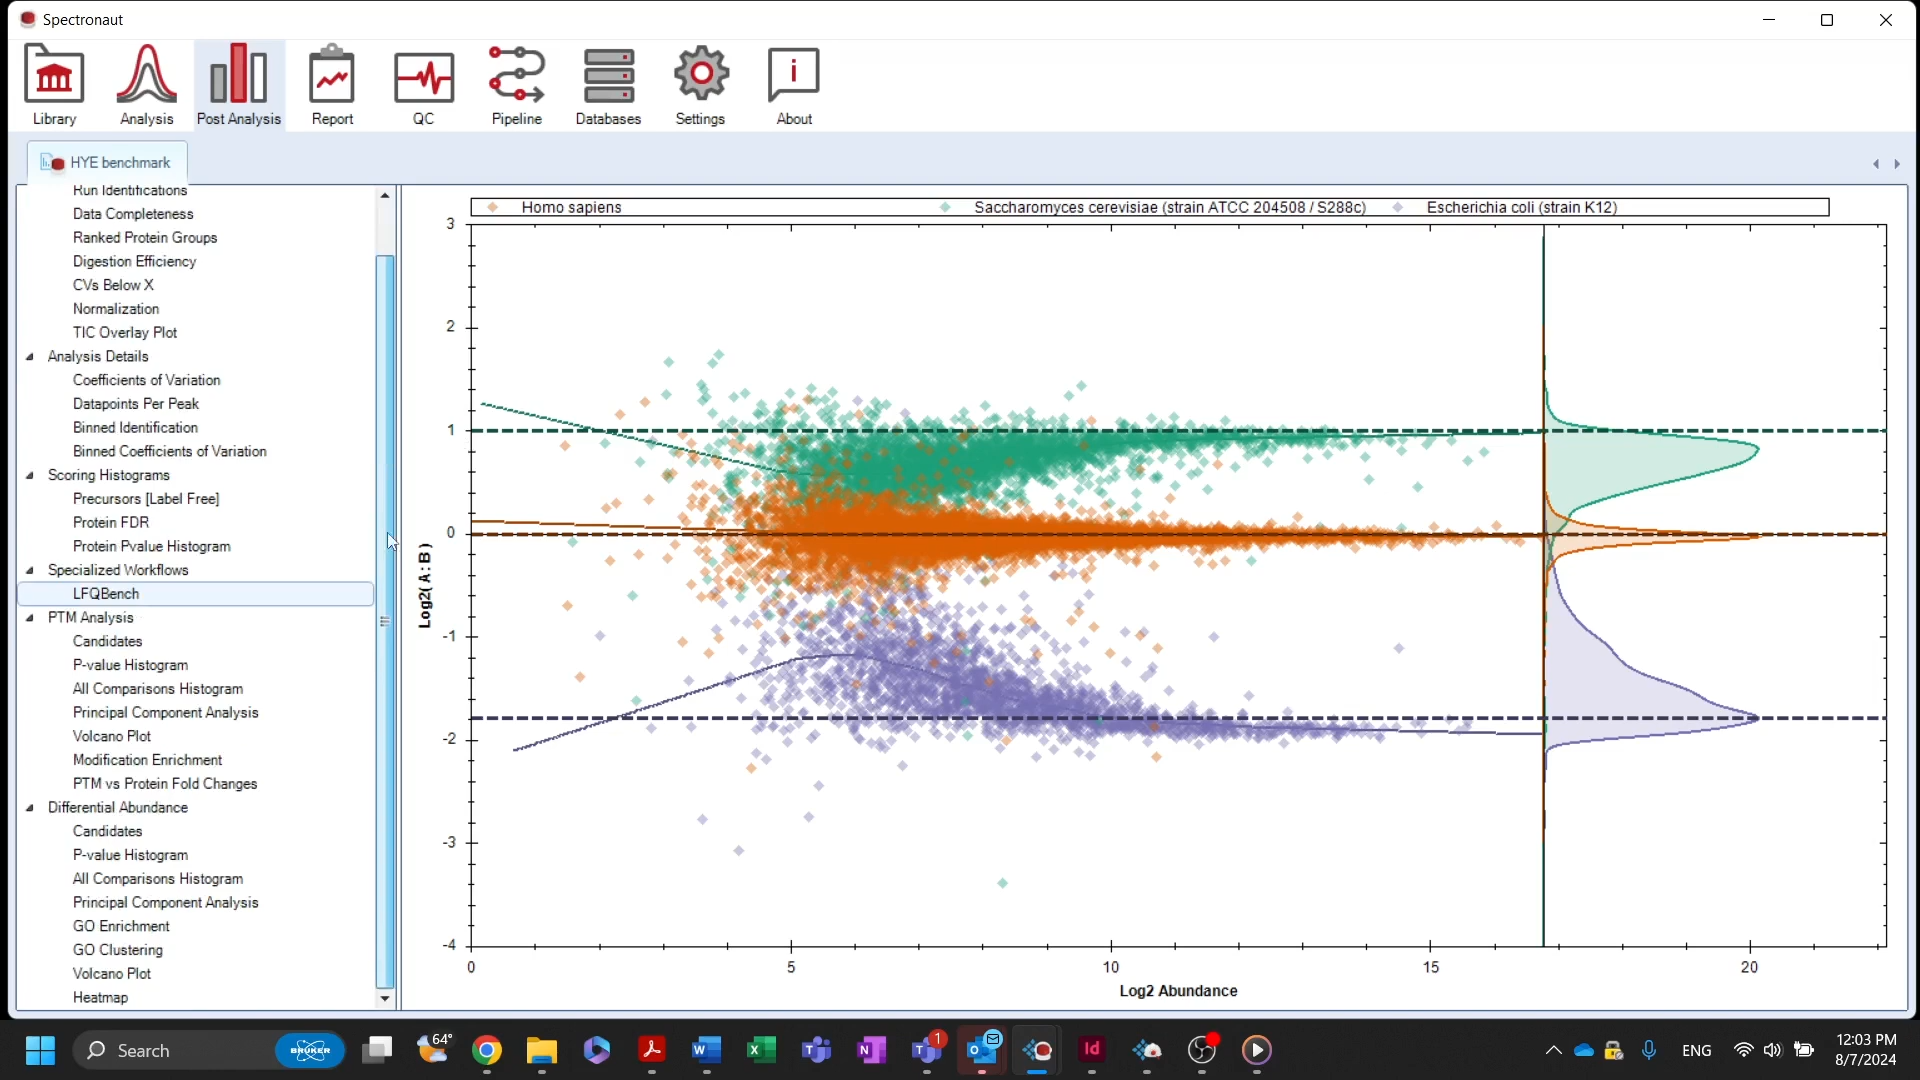 Spectronaut
Library
Analysis
Post Analysis
Report
QC
Pipeline
Databases
Settings
About
HYE benchmark
Run Identifications
Data Completeness
Ranked Protein Groups
Digestion Efficiency
CVs Below X
Normalization
TIC Overlay Plot
Analysis Details
Coefficients of Variation
Datapoints Per Peak
Binned Identification
Binned Coefficients of Variation
Scoring Histograms
Precursors [Label Free]
Protein FDR
Protein Pvalue Histogram
Specialized Workflows
LFQBench
PTM Analysis
Candidates
P-value Histogram
All Comparisons Histogram
Principal Component Analysis
Volcano Plot
Modification Enrichment
PTM vs Protein Fold Changes
Differential Abundance
Candidates
P-value Histogram
All Comparisons Histogram
Principal Component Analysis
GO Enrichment
GO Clustering
Volcano Plot
Heatmap
Homo sapiens
Saccharomyces cerevisiae (strain ATCC 204508 / S288c)
Escherichia coli (strain K12)
3
2
1
0
-1
-2
-3
-4
Log2( A : B )
0
5
10
15
20
Log2 Abundance
Search
BRUKER
64°
W
X
N
1
Id
ENG
12:03 PM
8/7/2024